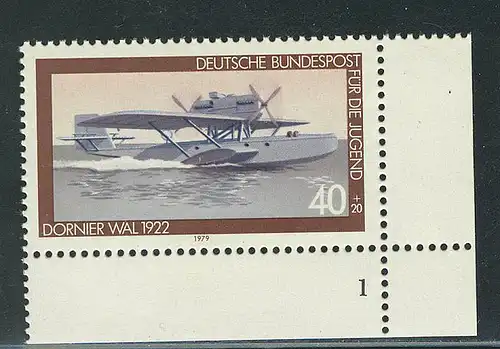 DEUTSCHE BUNDESPOST
FÜR DIE JUGEND
40 +20
DORNIER WAL 1922
1979
1